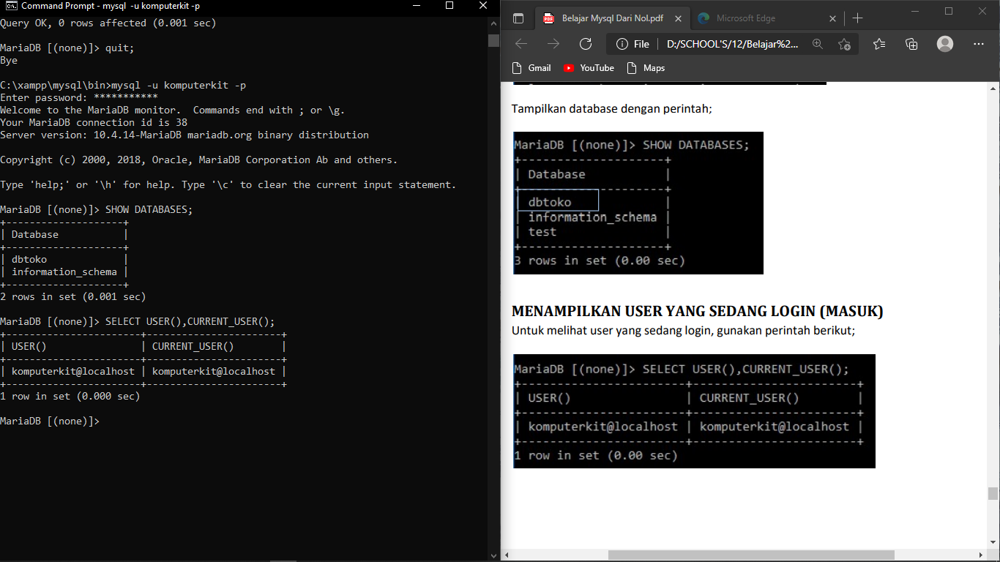 Command Prompt - mysql -u komputerkit -p
Query OK, 0 rows affected (0.001 sec)
MariaDB [(none)]> quit;
Bye
C:\xampp\mysql\bin>mysql -u komputerkit -p
Enter password: ***********
Welcome to the MariaDB monitor.  Commands end with ; or \g.
Your MariaDB connection id is 38
Server version: 10.4.14-MariaDB mariadb.org binary distribution
Copyright (c) 2000, 2018, Oracle, MariaDB Corporation Ab and others.
Type 'help;' or '\h' for help. Type '\c' to clear the current input statement.
MariaDB [(none)]> SHOW DATABASES;
+--------------------+
| Database           |
+--------------------+
| dbtoko             |
| information_schema |
+--------------------+
2 rows in set (0.001 sec)
MariaDB [(none)]> SELECT USER(),CURRENT_USER();
+-----------------------+-----------------------+
| USER()                | CURRENT_USER()        |
+-----------------------+-----------------------+
| komputerkit@localhost | komputerkit@localhost |
+-----------------------+-----------------------+
1 row in set (0.000 sec)
MariaDB [(none)]>
Belajar Mysql Dari Nol.pdf
Microsoft Edge
File
D:/SCHOOL'S/12/Belajar%2...
Gmail
YouTube
Maps
Tampilkan database dengan perintah;
MariaDB [(none)]> SHOW DATABASES;
+--------------------+
| Database           |
+--------------------+
| dbtoko             |
| information_schema |
| test               |
+--------------------+
3 rows in set (0.00 sec)
MENAMPILKAN USER YANG SEDANG LOGIN (MASUK)
Untuk melihat user yang sedang login, gunakan perintah berikut;
MariaDB [(none)]> SELECT USER(),CURRENT_USER();
+-----------------------+-----------------------+
| USER()                | CURRENT_USER()        |
+-----------------------+-----------------------+
| komputerkit@localhost | komputerkit@localhost |
+-----------------------+-----------------------+
1 row in set (0.00 sec)